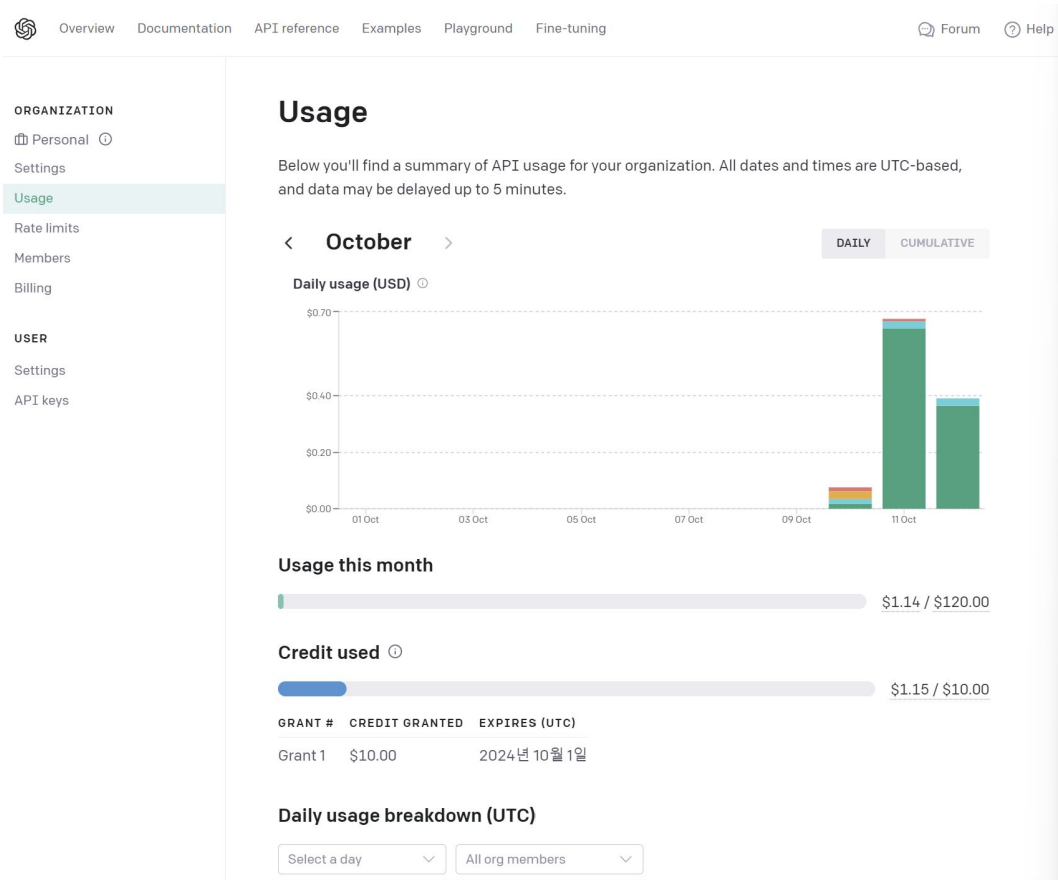 Overview Documentation API reference Examples Playground Fine-tuning Forum Help
ORGANIZATION
Personal
Settings
Usage
Rate limits
Members
Billing
USER
Settings
API keys
Usage
Below you'll find a summary of API usage for your organization. All dates and times are UTC-based,
and data may be delayed up to 5 minutes.
October
DAILY CUMULATIVE
Daily usage (USD)
$0.70
$0.40
$0.20
$0.00
01 Oct 03 Oct 05 Oct 07 Oct 09 Oct 11 Oct
Usage this month
$1.14 / $120.00
Credit used
$1.15 / $10.00
GRANT # CREDIT GRANTED EXPIRES (UTC)
Grant 1 $10.00 2024년 10월 1일
Daily usage breakdown (UTC)
Select a day All org members